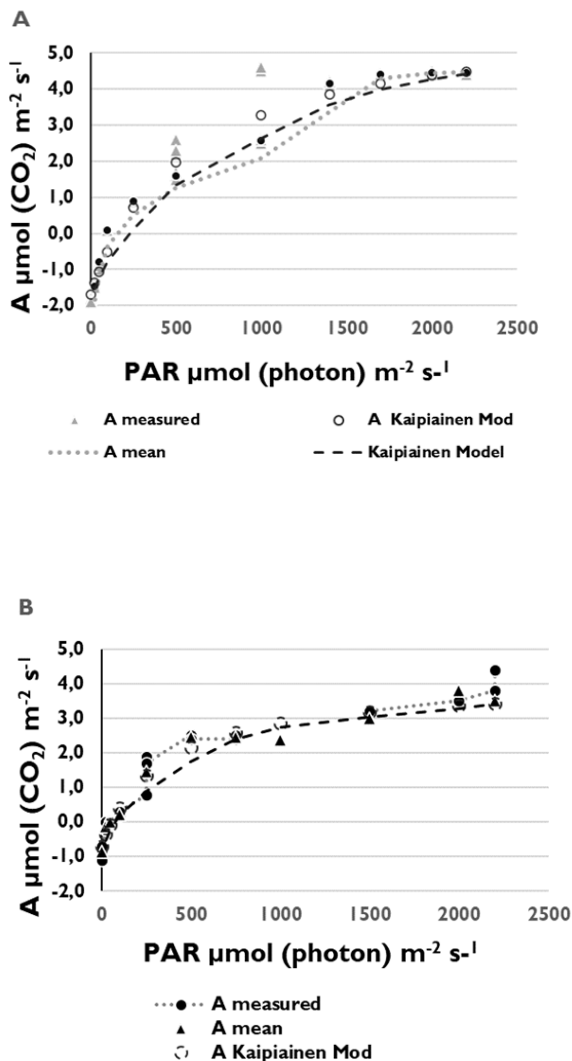 A
5,0
4,0
3,0
2,0
1,0
0,0
-1,0
-2,0
A µmol (CO₂) m⁻² s⁻¹
0 500 1000 1500 2000 2500
PAR µmol (photon) m⁻² s-¹
A measured A Kaipiainen Mod
A mean Kaipiainen Model
B
5,0
4,0
3,0
2,0
1,0
0,0
-1,0
-2,0
A µmol (CO₂) m⁻² s⁻¹
0 500 1000 1500 2000 2500
PAR µmol (photon) m⁻² s-¹
A measured
A mean
A Kaipiainen Mod